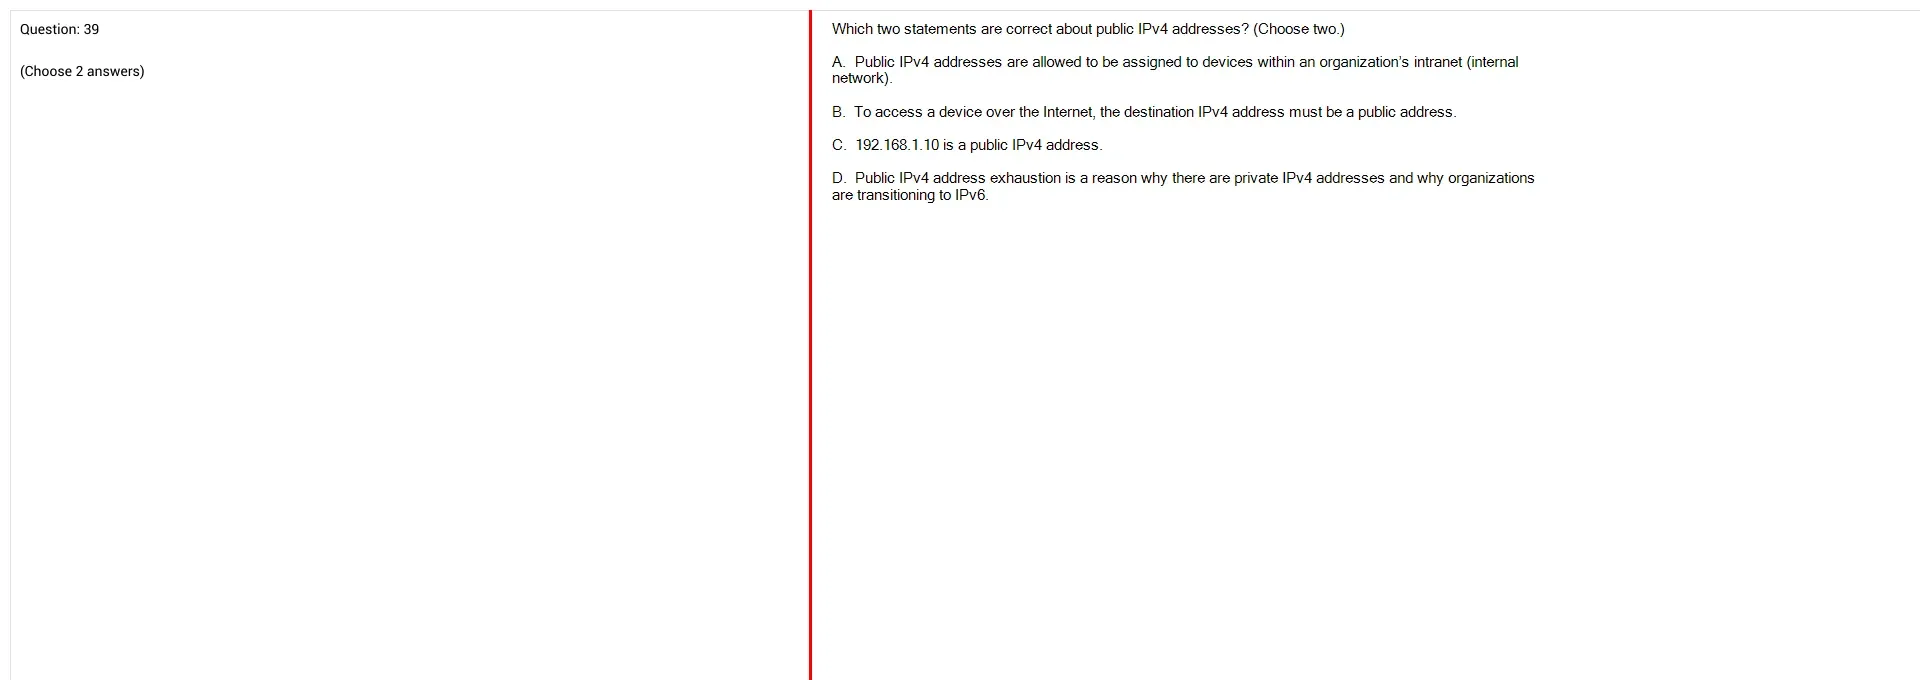 Question: 39
(Choose 2 answers)
Which two statements are correct about public IPv4 addresses? (Choose two.)
A. Public IPv4 addresses are allowed to be assigned to devices within an organization's intranet (internal
network).
B. To access a device over the Internet, the destination IPv4 address must be a public address.
C. 192.168.1.10 is a public IPv4 address.
D. Public IPv4 address exhaustion is a reason why there are private IPv4 addresses and why organizations
are transitioning to IPv6.